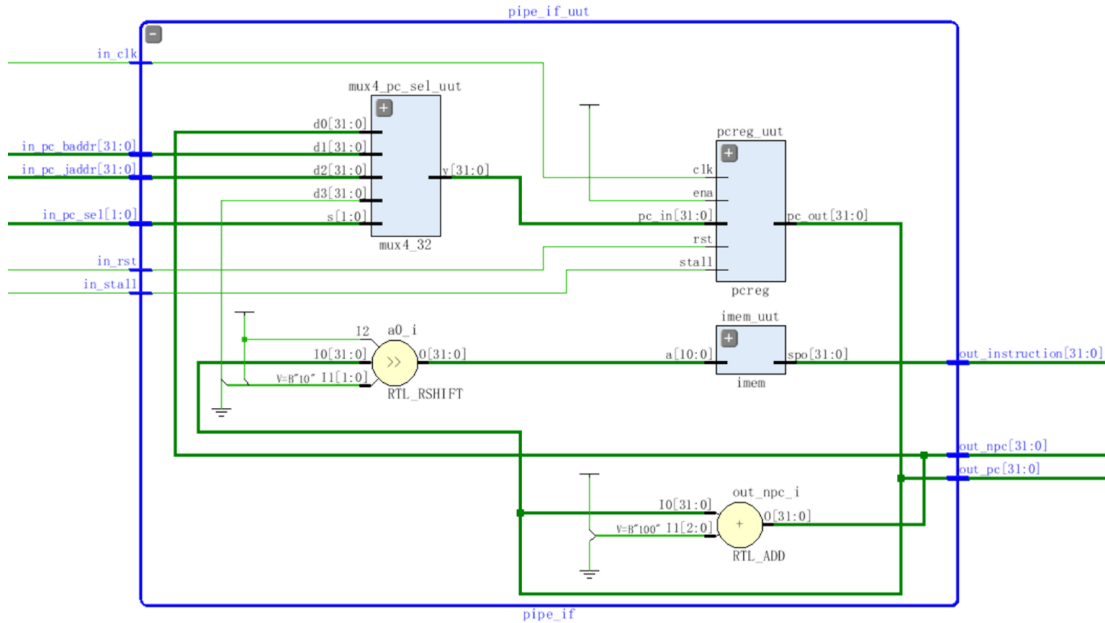 pipe_if_uut
in_clk
in_pc_baddr[31:0]
in_pc_jaddr[31:0]
in_pc_sel[1:0]
in_rst
in_stall
mux4_pc_sel_uut
d0[31:0]
d1[31:0]
d2[31:0]
d3[31:0]
s[1:0]
y[31:0]
mux4_32
pcreg_uut
clk
ena
pc_in[31:0]
rst
stall
pc_out[31:0]
pcreg
a0_i
I2
I0[31:0]
V=B"10" I1[1:0]
O[31:0]
RTL_RSHIFT
imem_uut
a[10:0]
spo[31:0]
imem
out_instruction[31:0]
out_npc[31:0]
out_pc[31:0]
out_npc_i
I0[31:0]
V=B"100" I1[2:0]
O[31:0]
+
RTL_ADD
pipe_if